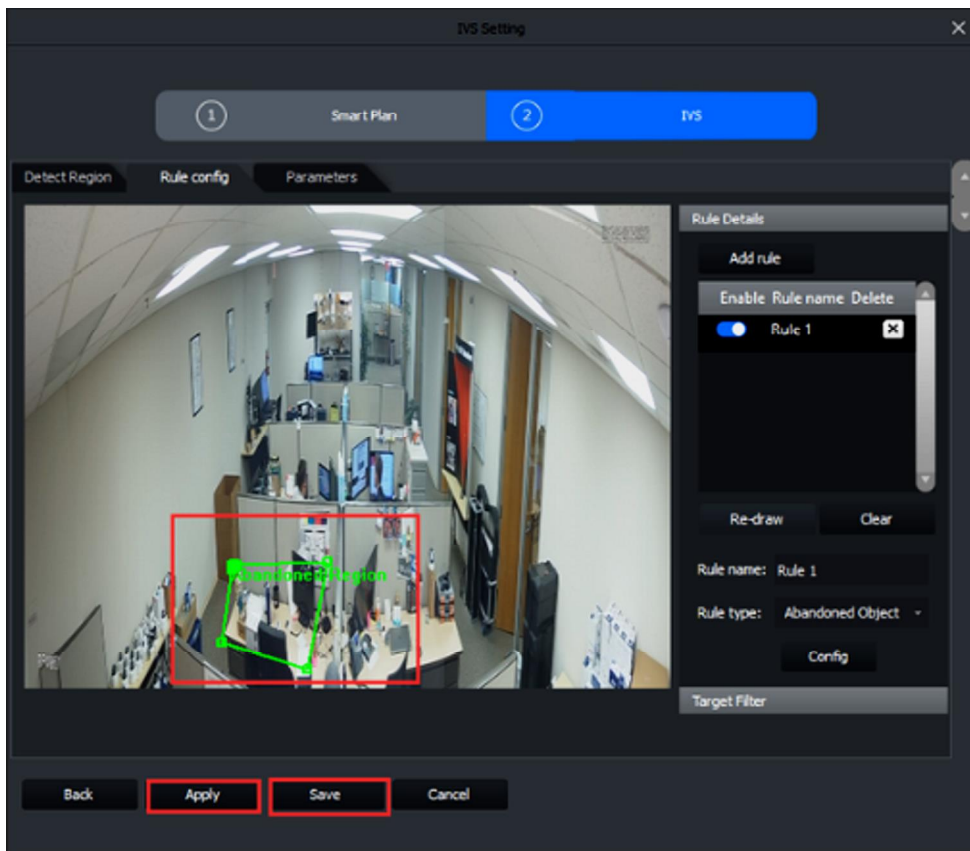 IVS Setting
1 Smart Plan 2 IVS
Detect Region Rule config Parameters
Rule Details
Add rule
Enable Rule name Delete
Rule 1
Abandoned Region
Re-draw Clear
Rule name: Rule 1
Rule type: Abandoned Object
Config
Target Filter
Back Apply Save Cancel